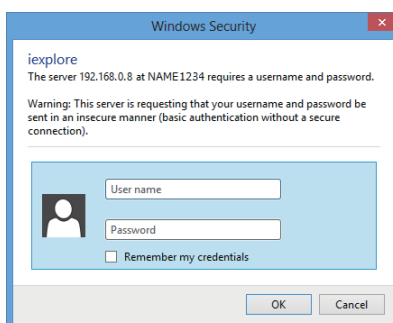 Windows Security
iexplore
The server 192.168.0.8 at NAME1234 requires a username and password.
Warning: This server is requesting that your username and password be
sent in an insecure manner (basic authentication without a secure
connection).
User name
Password
Remember my credentials
OK
Cancel